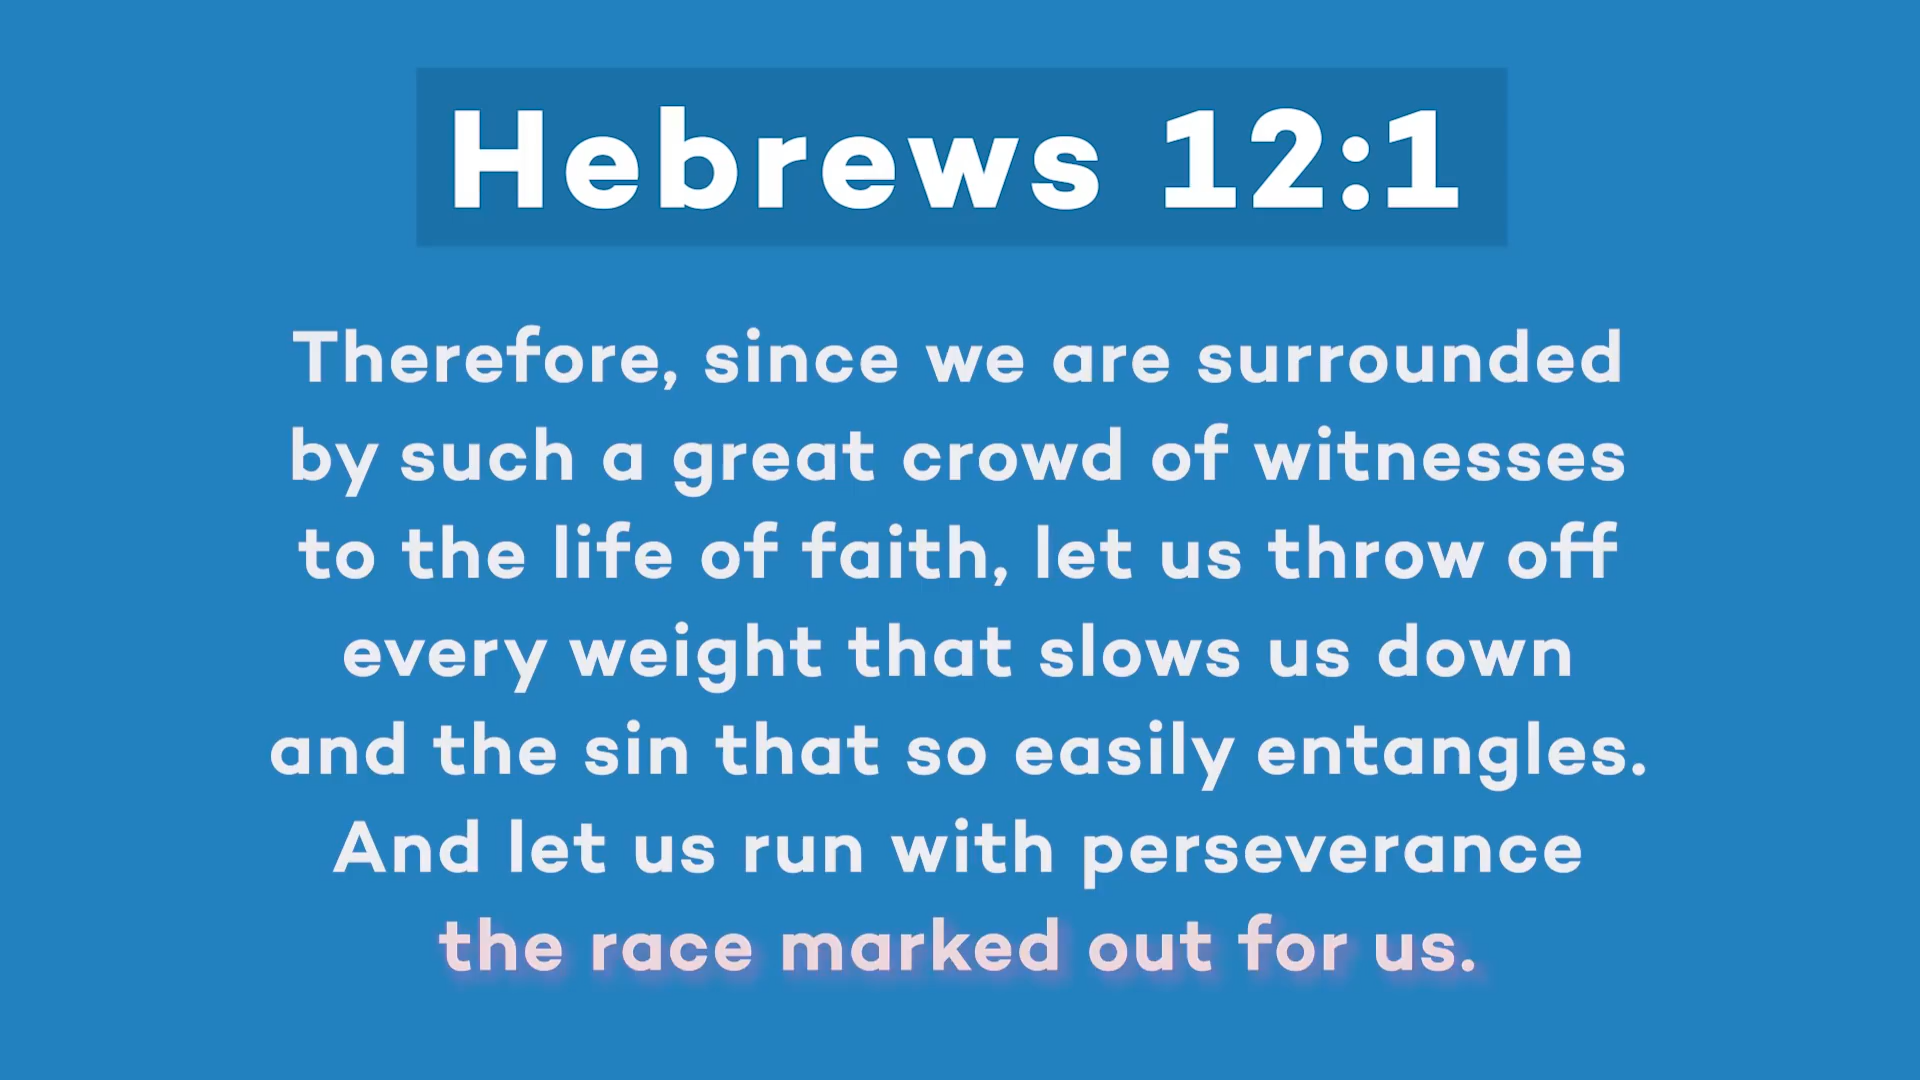 Hebrews 12:1
Therefore, since we are surrounded
by such a great crowd of witnesses
to the life of faith, let us throw off
every weight that slows us down
and the sin that so easily entangles.
And let us run with perseverance
the race marked out for us.